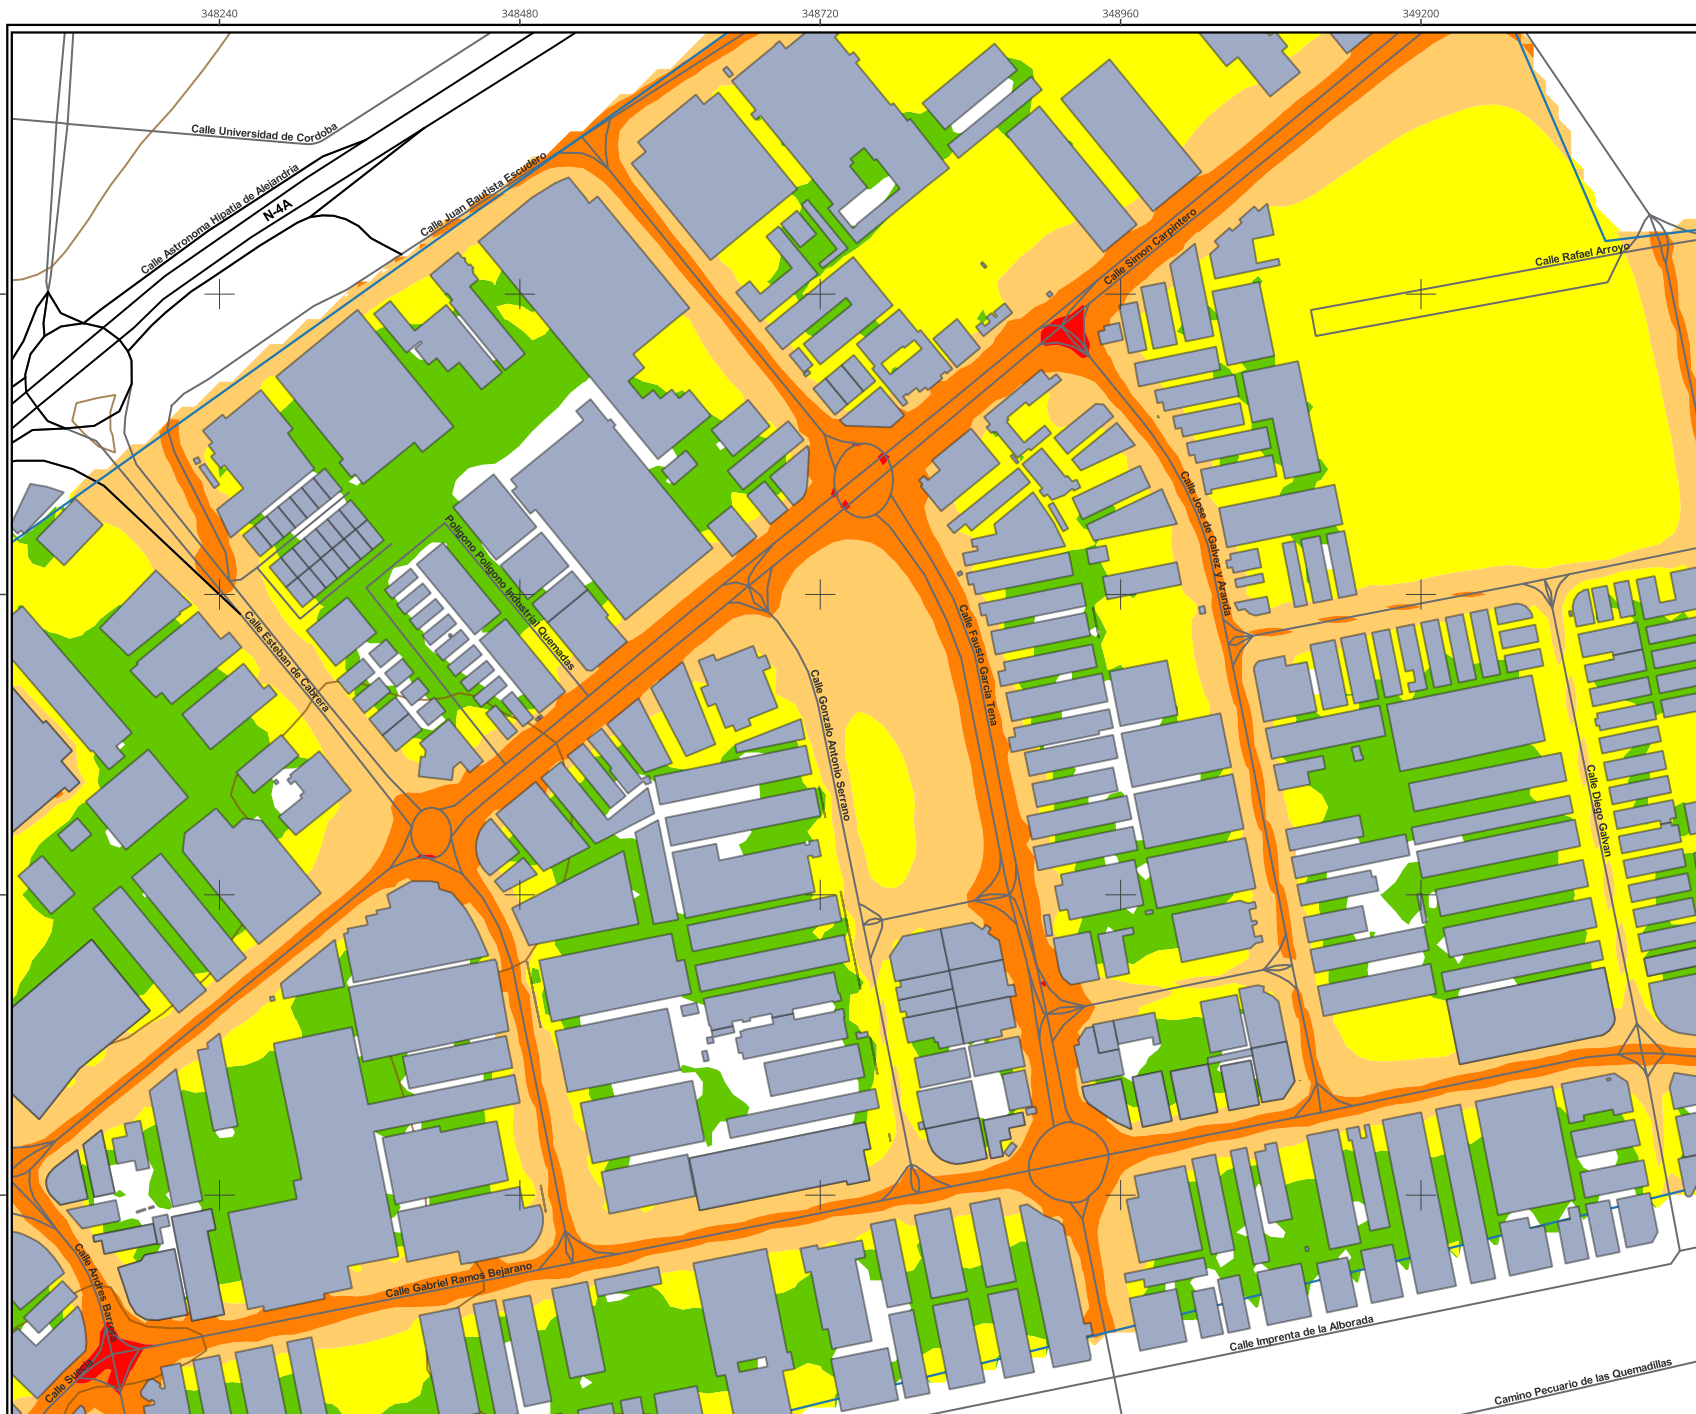 348240 348480 348720 348960 349200
Calle Universidad de Cordoba
Calle Astronoma Hipatia de Alejandria
N-4A
Calle Juan Bautista Escudero
Calle Simon Carpintero
Calle Rafael Arroyo
Poligono Poligono Industrial Quemadas
Calle Jose de Galvez y Aranda
Calle Esteban de Cabrera
Calle Fausto Garcia Tena
Calle Gonzalo Antonio Serrano
Calle Diego Galvan
Calle Andres Barrera
Calle Gabriel Ramos Bejarano
Calle Suecia
Calle Imprenta de la Alborada
Camino Pecuario de las Quemadillas